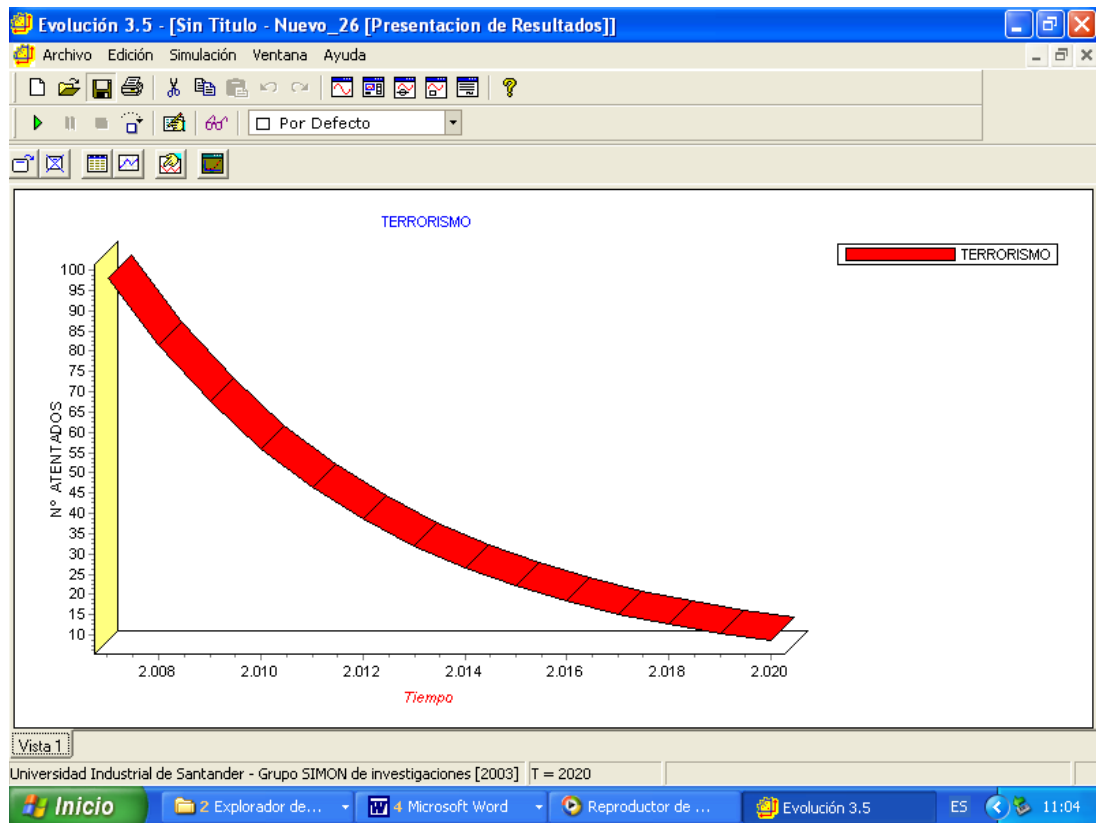 Evolución 3.5 - [Sin Titulo - Nuevo_26 [Presentacion de Resultados]]
Archivo Edición Simulación Ventana Ayuda
Por Defecto
TERRORISMO
TERRORISMO
N° ATENTADOS
100
95
90
85
80
75
70
65
60
55
50
45
40
35
30
25
20
15
10
2.008 2.010 2.012 2.014 2.016 2.018 2.020
Tiempo
Vista 1
Universidad Industrial de Santander - Grupo SIMON de investigaciones [2003] T = 2020
Inicio 2 Explorador de... 4 Microsoft Word Reproductor de ... Evolución 3.5 ES 11:04